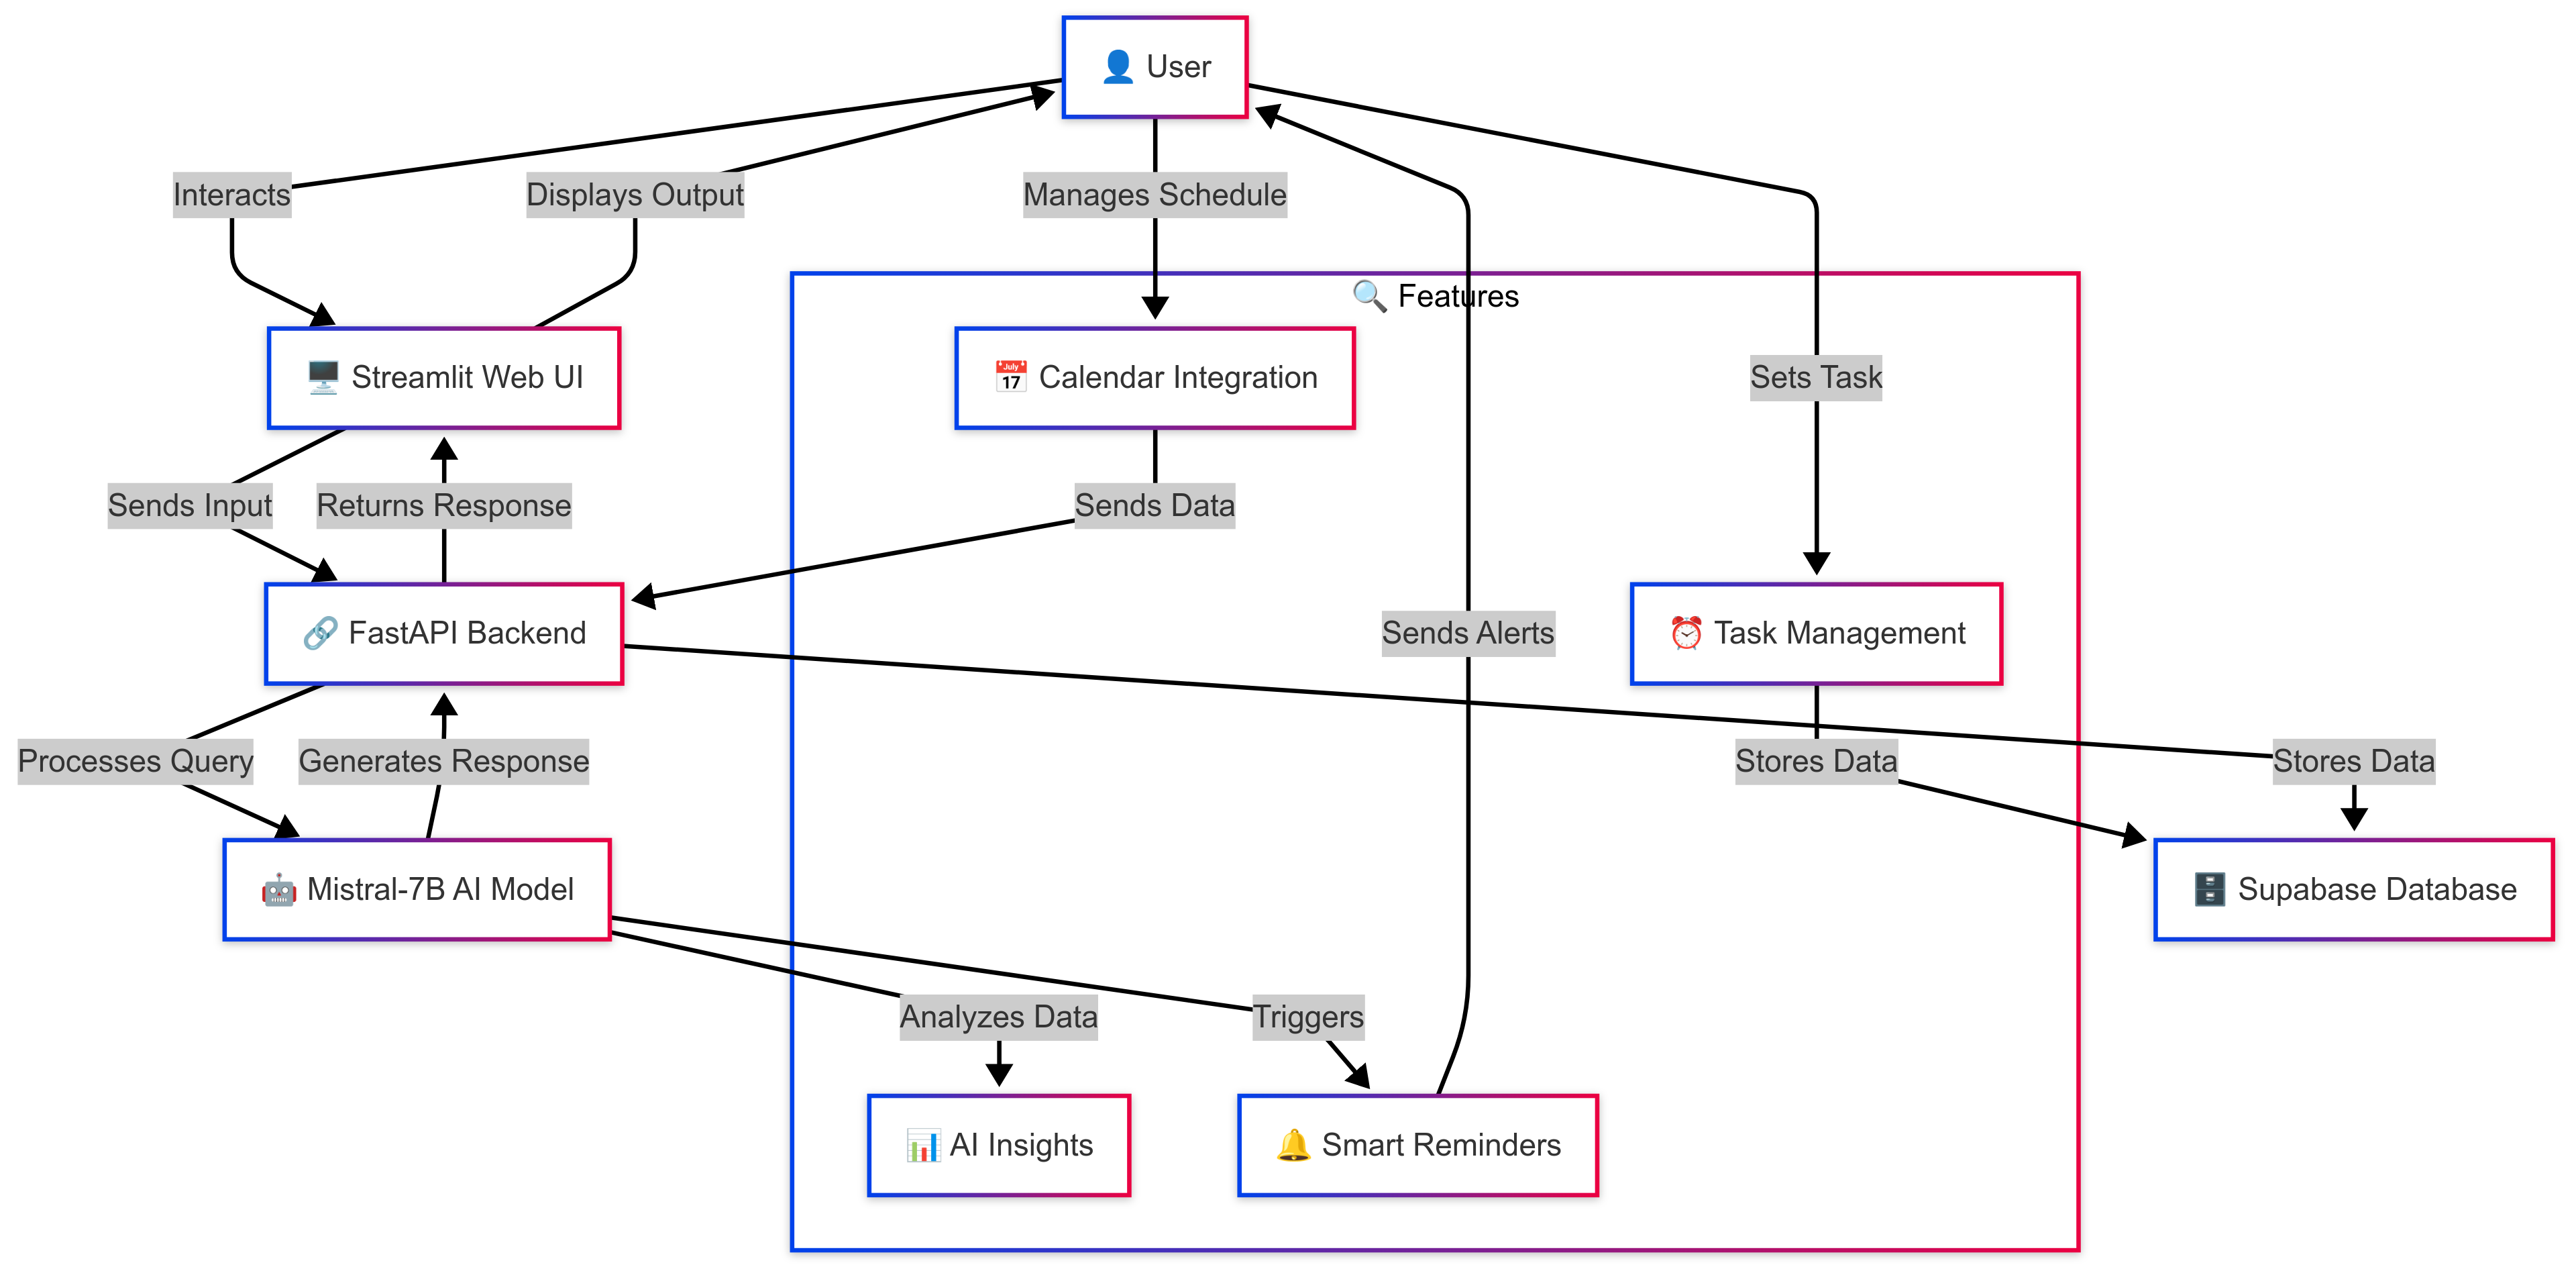 User
Interacts
Displays Output
Manages Schedule
Features
Streamlit Web UI
Calendar Integration
Sets Task
Sends Input
Returns Response
Sends Data
FastAPI Backend
Sends Alerts
Task Management
Processes Query
Generates Response
Stores Data
Stores Data
Mistral-7B AI Model
Supabase Database
Analyzes Data
Triggers
AI Insights
Smart Reminders